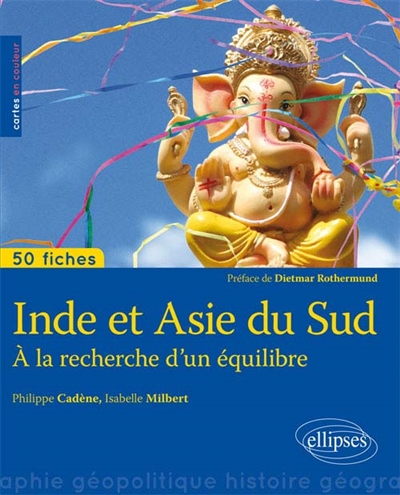 cartes en couleur
50 fiches
Préface de Dietmar Rothermund
Inde et Asie du Sud
À la recherche d'un équilibre
Philippe Cadène, Isabelle Milbert
ellipses
aphie géopolitique histoire géogra